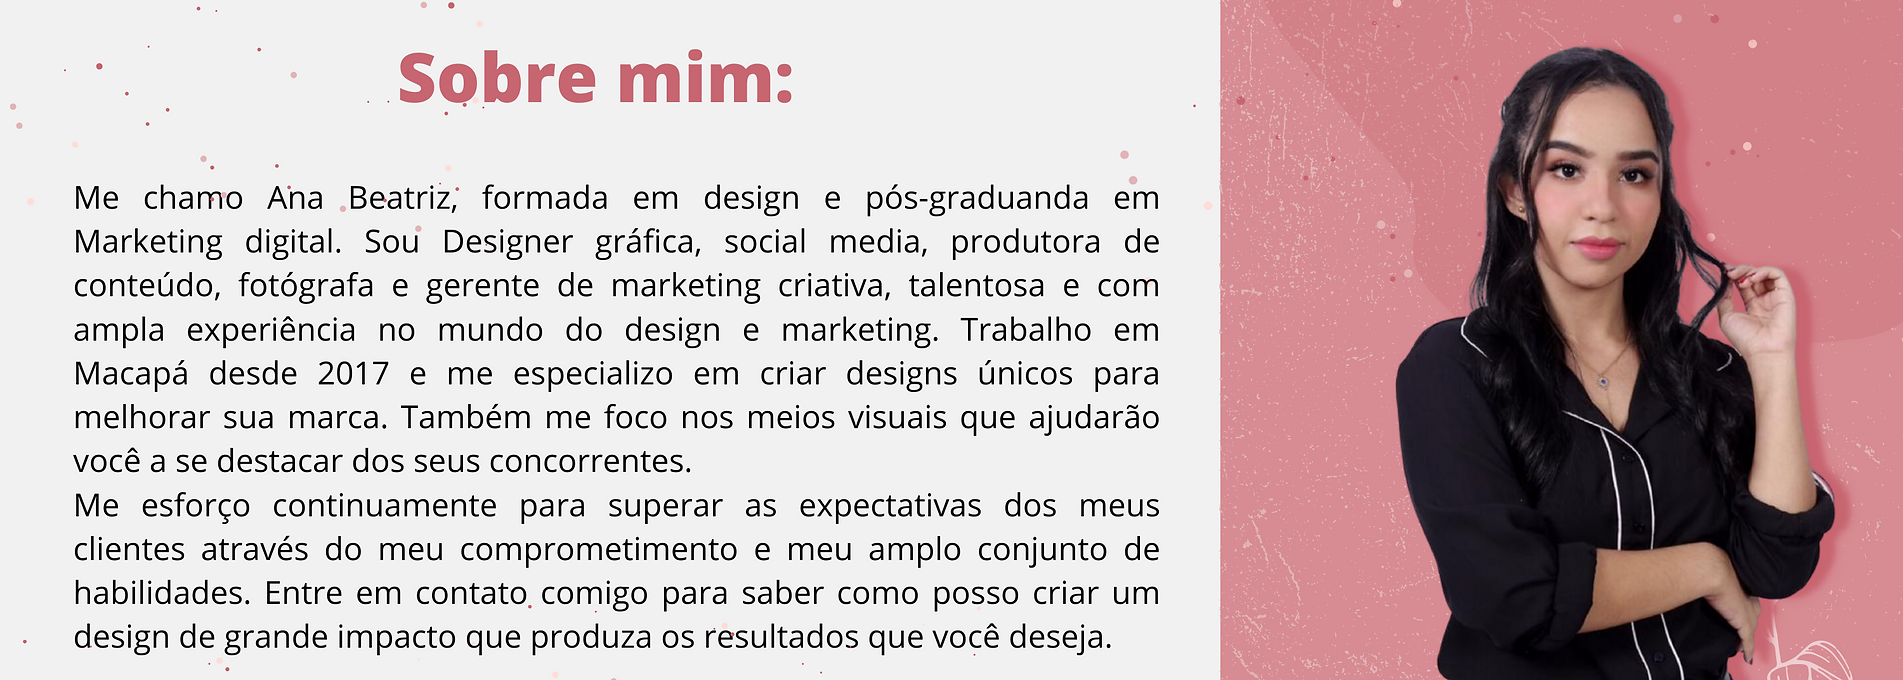 Sobre mim:
Me chamo Ana Beatriz, formada em design e pós-graduanda em
Marketing digital. Sou Designer gráfica, social media, produtora de
conteúdo, fotógrafa e gerente de marketing criativa, talentosa e com
ampla experiência no mundo do design e marketing. Trabalho em
Macapá desde 2017 e me especializo em criar designs únicos para
melhorar sua marca. Também me foco nos meios visuais que ajudarão
você a se destacar dos seus concorrentes.
Me esforço continuamente para superar as expectativas dos meus
clientes através do meu comprometimento e meu amplo conjunto de
habilidades. Entre em contato comigo para saber como posso criar um
design de grande impacto que produza os resultados que você deseja.